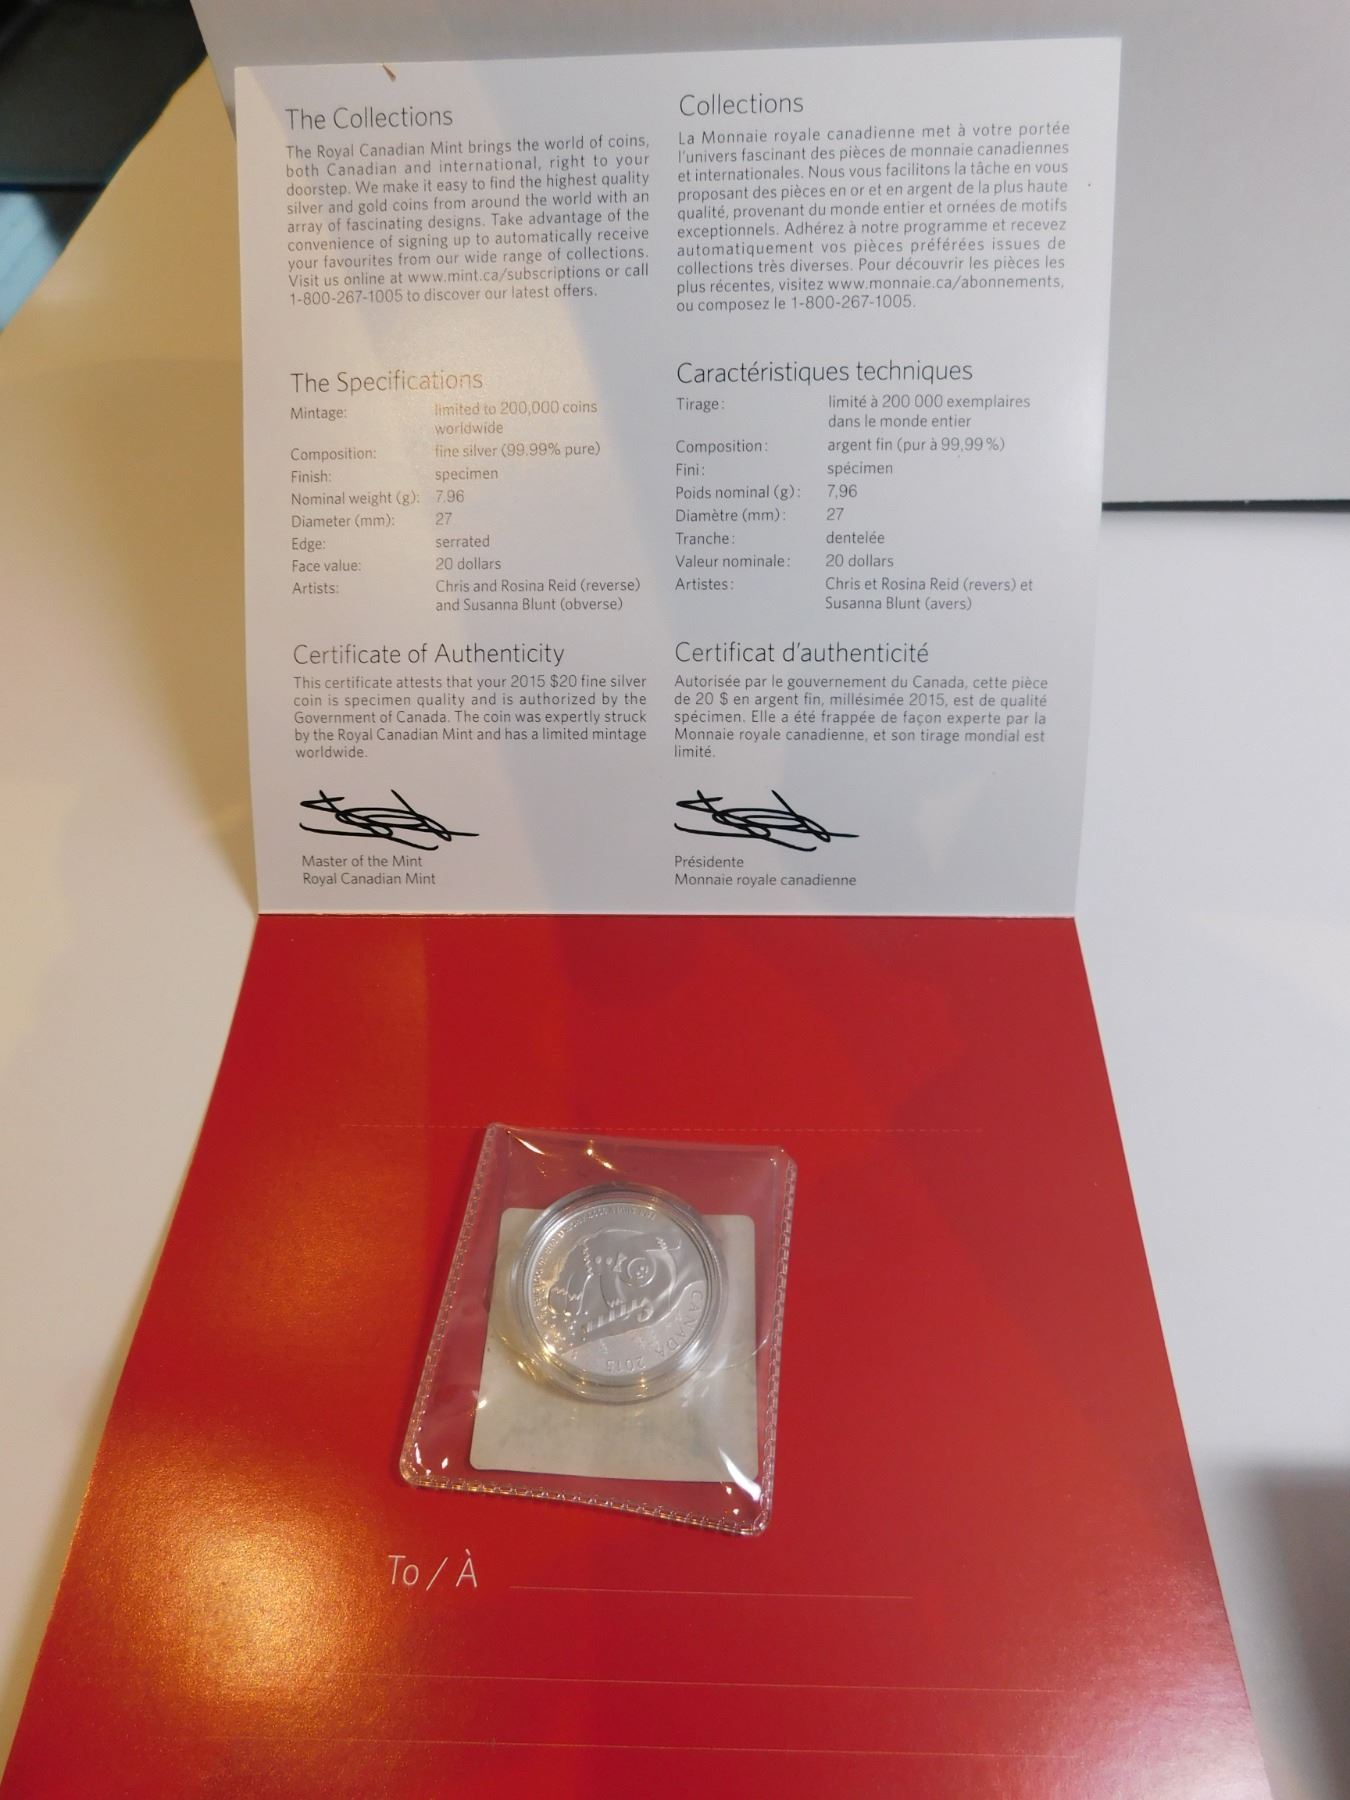 The Collections
The Royal Canadian Mint brings the world of coins,
both Canadian and international, right to your
doorstep. We make it easy to find the highest quality
silver and gold coins from around the world with an
array of fascinating designs. Take advantage of the
convenience of signing up to automatically receive
your favourites from our wide range of collections.
Visit us online at www.mint.ca/subscriptions or call
1-800-267-1005 to discover our latest offers.
The Specifications
Mintage: limited to 200,000 coins
worldwide
Composition: fine silver (99.99% pure)
Finish: specimen
Nominal weight (g): 7.96
Diameter (mm): 27
Edge: serrated
Face value: 20 dollars
Artists: Chris and Rosina Reid (reverse)
and Susanna Blunt (obverse)
Certificate of Authenticity
This certificate attests that your 2015 $20 fine silver
coin is specimen quality and is authorized by the
Government of Canada. The coin was expertly struck
by the Royal Canadian Mint and has a limited mintage
worldwide.
Master of the Mint
Royal Canadian Mint
Collections
La Monnaie royale canadienne met à votre portée
l'univers fascinant des pièces de monnaie canadiennes
et internationales. Nous vous facilitons la tâche en vous
proposant des pièces en or et en argent de la plus haute
qualité, provenant du monde entier et ornées de motifs
exceptionnels. Adhérez à notre programme et recevez
automatiquement vos pièces préférées issues de
collections très diverses. Pour découvrir les pièces les
plus récentes, visitez www.monnaie.ca/abonnements,
ou composez le 1-800-267-1005.
Caractéristiques techniques
Tirage: limité à 200 000 exemplaires
dans le monde entier
Composition: argent fin (pur à 99,99 %)
Fini: spécimen
Poids nominal (g): 7,96
Diamètre (mm): 27
Tranche: dentelée
Valeur nominale: 20 dollars
Artistes: Chris et Rosina Reid (revers) et
Susanna Blunt (avers)
Certificat d'authenticité
Autorisée par le gouvernement du Canada, cette pièce
de 20 $ en argent fin, millésimée 2015, est de qualité
spécimen. Elle a été frappée de façon experte par la
Monnaie royale canadienne, et son tirage mondial est
limité.
Présidente
Monnaie royale canadienne
CANADA 2015
To / À